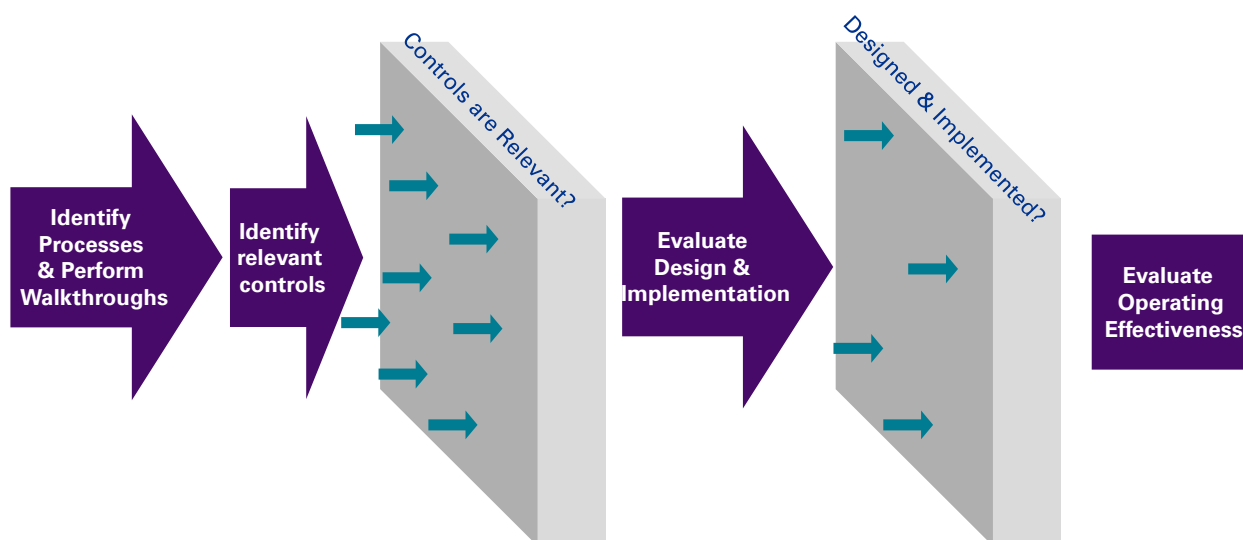 Identify
Processes
& Perform
Walkthroughs
Identify
relevant
controls
Controls are Relevant?
Evaluate
Design &
Implementation
Designed & Implemented?
Evaluate
Operating
Effectiveness